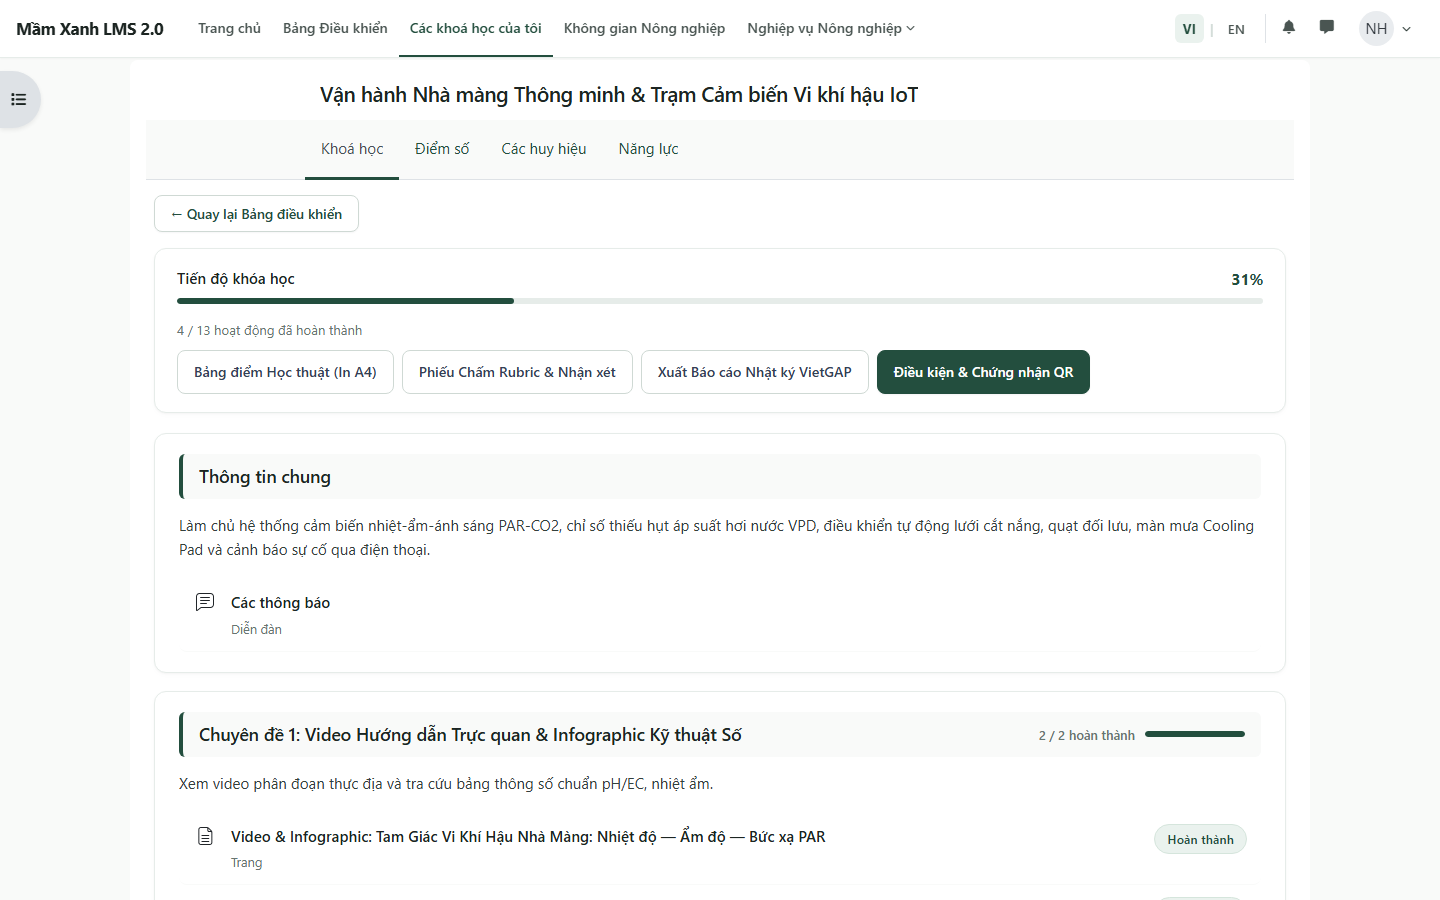 Mầm Xanh LMS 2.0
Trang chủ
Bảng Điều khiển
Các khoá học của tôi
Không gian Nông nghiệp
Nghiệp vụ Nông nghiệp
VI | EN
NH
Vận hành Nhà màng Thông minh & Trạm Cảm biến Vi khí hậu IoT
Khoá học
Điểm số
Các huy hiệu
Năng lực
← Quay lại Bảng điều khiển
Tiến độ khóa học
31%
4 / 13 hoạt động đã hoàn thành
Bảng điểm Học thuật (In A4)
Phiếu Chấm Rubric & Nhận xét
Xuất Báo cáo Nhật ký VietGAP
Điều kiện & Chứng nhận QR
Thông tin chung
Làm chủ hệ thống cảm biến nhiệt-ẩm-ánh sáng PAR-CO2, chỉ số thiếu hụt áp suất hơi nước VPD, điều khiển tự động lưới cắt nắng, quạt đối lưu, màn mưa Cooling
Pad và cảnh báo sự cố qua điện thoại.
Các thông báo
Diễn đàn
Chuyên đề 1: Video Hướng dẫn Trực quan & Infographic Kỹ thuật Số
2 / 2 hoàn thành
Xem video phân đoạn thực địa và tra cứu bảng thông số chuẩn pH/EC, nhiệt ẩm.
Video & Infographic: Tam Giác Vi Khí Hậu Nhà Màng: Nhiệt độ — Ẩm độ — Bức xạ PAR
Hoàn thành
Trang